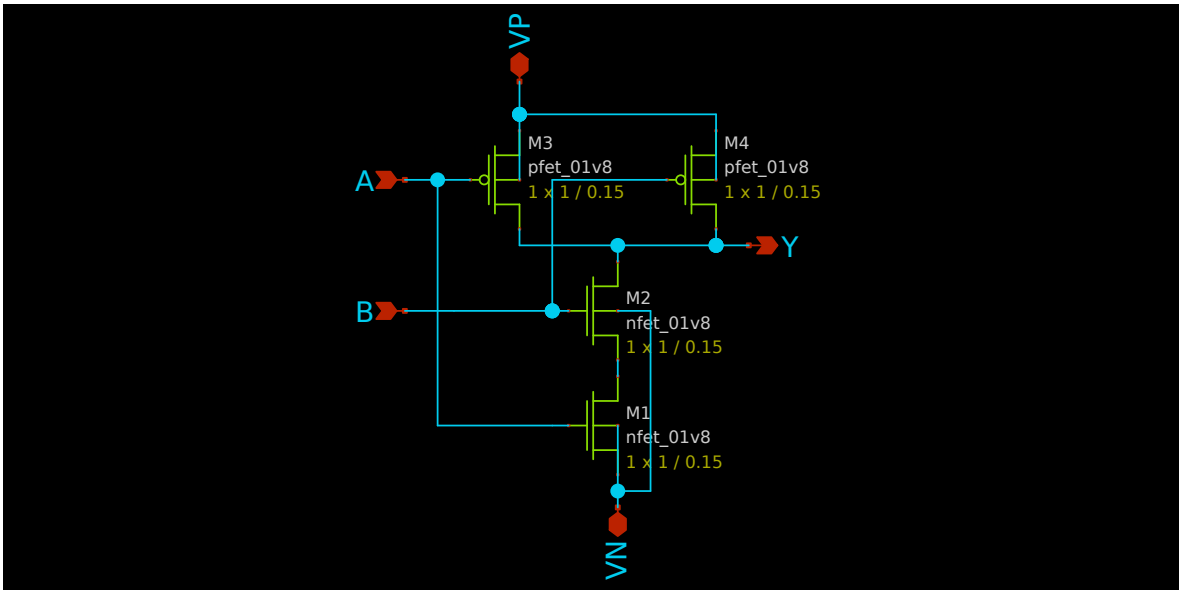 VP
M3
pfet_01v8
1 x 1 / 0.15
M4
pfet_01v8
1 x 1 / 0.15
A
Y
B
M2
nfet_01v8
1 x 1 / 0.15
M1
nfet_01v8
1 x 1 / 0.15
VN